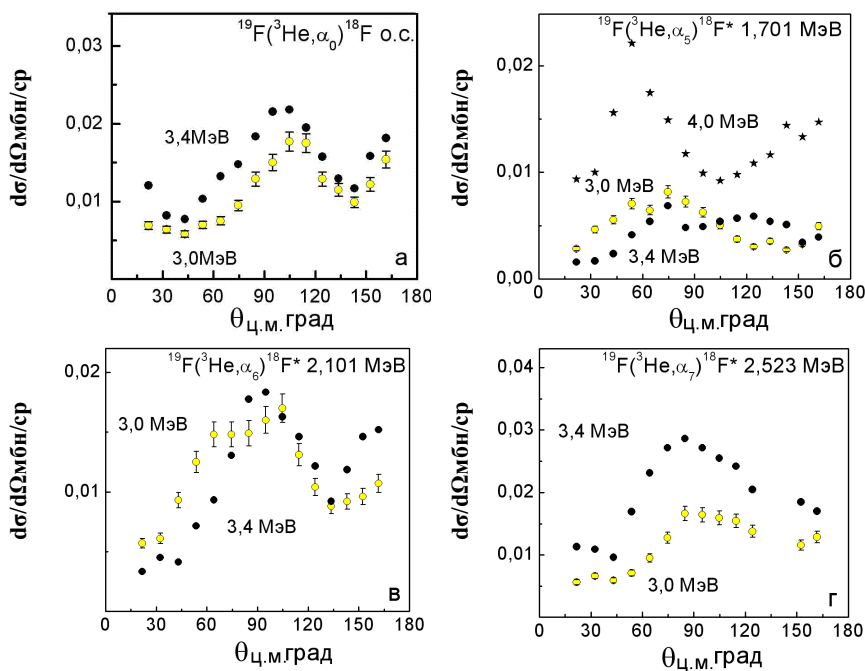 ¹⁹F(³He,α₀)¹⁸F о.с.
dσ/dΩмбн/ср
0,03
0,02
0,01
3,4МэВ
3,0МэВ
а
0 30 60 90 120 150 180
θц.м.град
¹⁹F(³He,α₅)¹⁸F* 1,701 МэВ
dσ/dΩмбн/ср
0,02
0,01
0,00
4,0 МэВ
3,0 МэВ
3,4 МэВ
б
0 30 60 90 120 150 180
θц.м.град
¹⁹F(³He,α₆)¹⁸F* 2,101 МэВ
dσ/dΩмбн/ср
0,02
0,01
3,0 МэВ
3,4 МэВ
в
0 30 60 90 120 150 180
θц.м.град
¹⁹F(³He,α₇)¹⁸F* 2,523 МэВ
dσ/dΩмбн/ср
0,04
0,03
0,02
0,01
0,00
3,4 МэВ
3,0 МэВ
г
0 30 60 90 120 150 180
θц.м.град